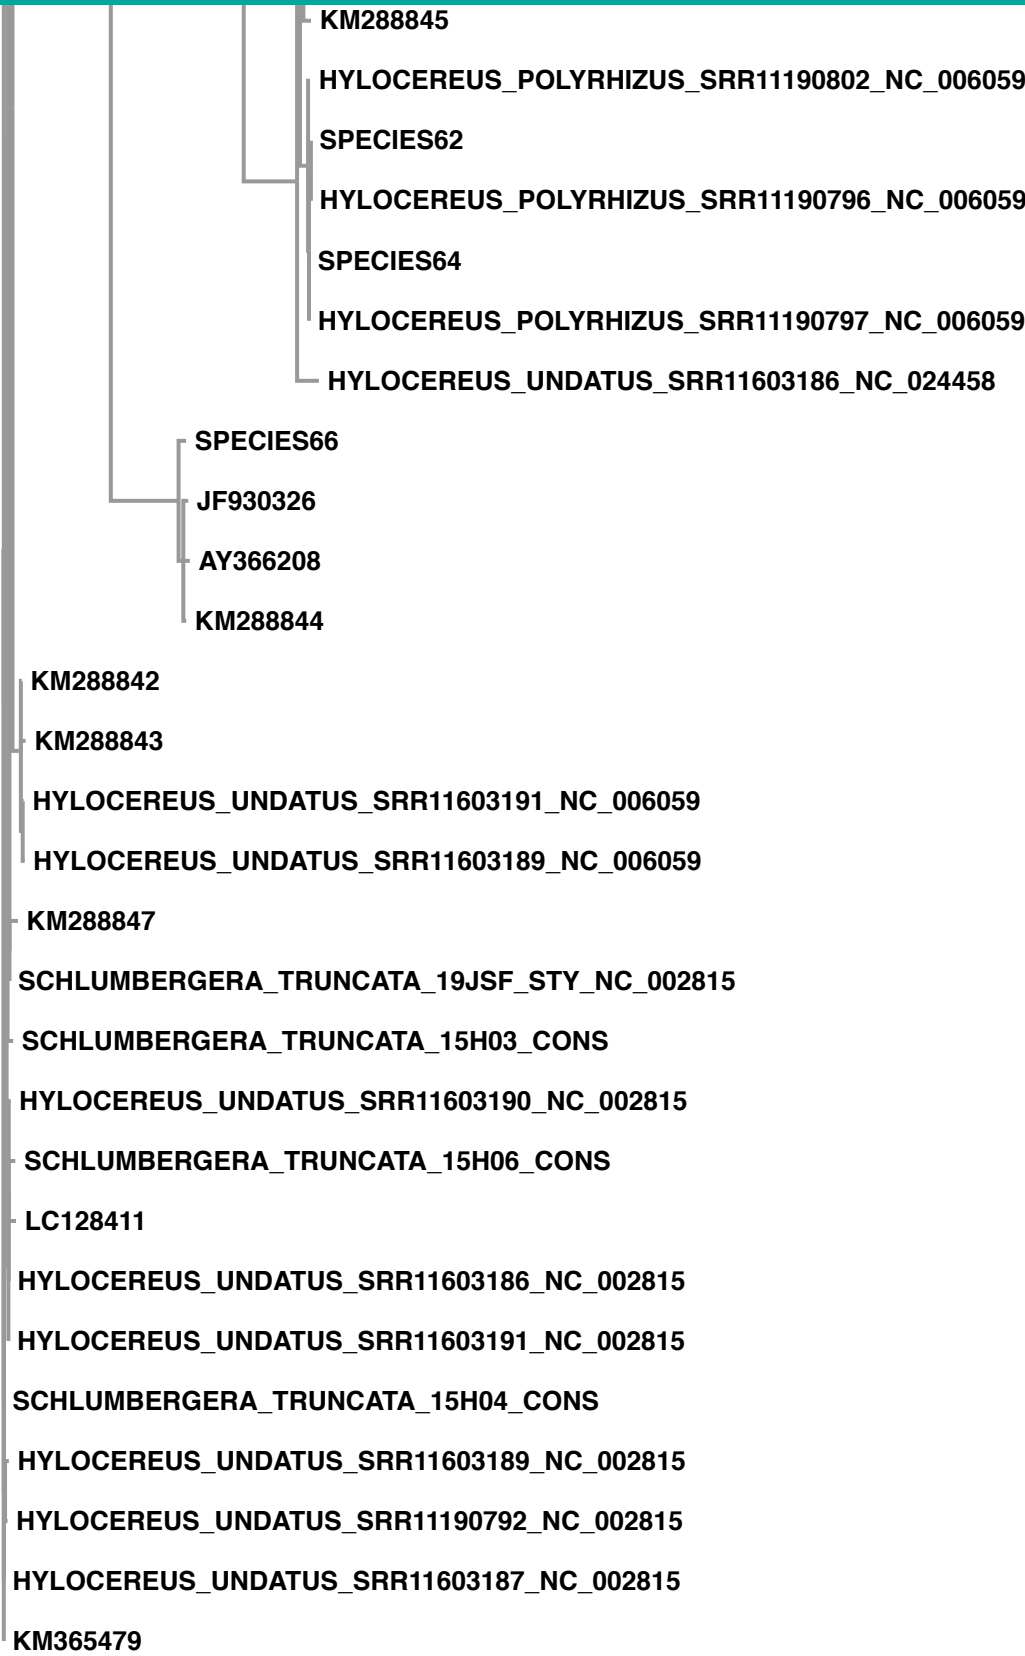 KM288845
HYLOCEREUS_POLYRHIZUS_SRR11190802_NC_006059
SPECIES62
HYLOCEREUS_POLYRHIZUS_SRR11190796_NC_006059
SPECIES64
HYLOCEREUS_POLYRHIZUS_SRR11190797_NC_006059
HYLOCEREUS_UNDATUS_SRR11603186_NC_024458
SPECIES66
JF930326
AY366208
KM288844
KM288842
KM288843
HYLOCEREUS_UNDATUS_SRR11603191_NC_006059
HYLOCEREUS_UNDATUS_SRR11603189_NC_006059
KM288847
SCHLUMBERGERA_TRUNCATA_19JSF_STY_NC_002815
SCHLUMBERGERA_TRUNCATA_15H03_CONS
HYLOCEREUS_UNDATUS_SRR11603190_NC_002815
SCHLUMBERGERA_TRUNCATA_15H06_CONS
LC128411
HYLOCEREUS_UNDATUS_SRR11603186_NC_002815
HYLOCEREUS_UNDATUS_SRR11603191_NC_002815
SCHLUMBERGERA_TRUNCATA_15H04_CONS
HYLOCEREUS_UNDATUS_SRR11603189_NC_002815
HYLOCEREUS_UNDATUS_SRR11190792_NC_002815
HYLOCEREUS_UNDATUS_SRR11603187_NC_002815
KM365479